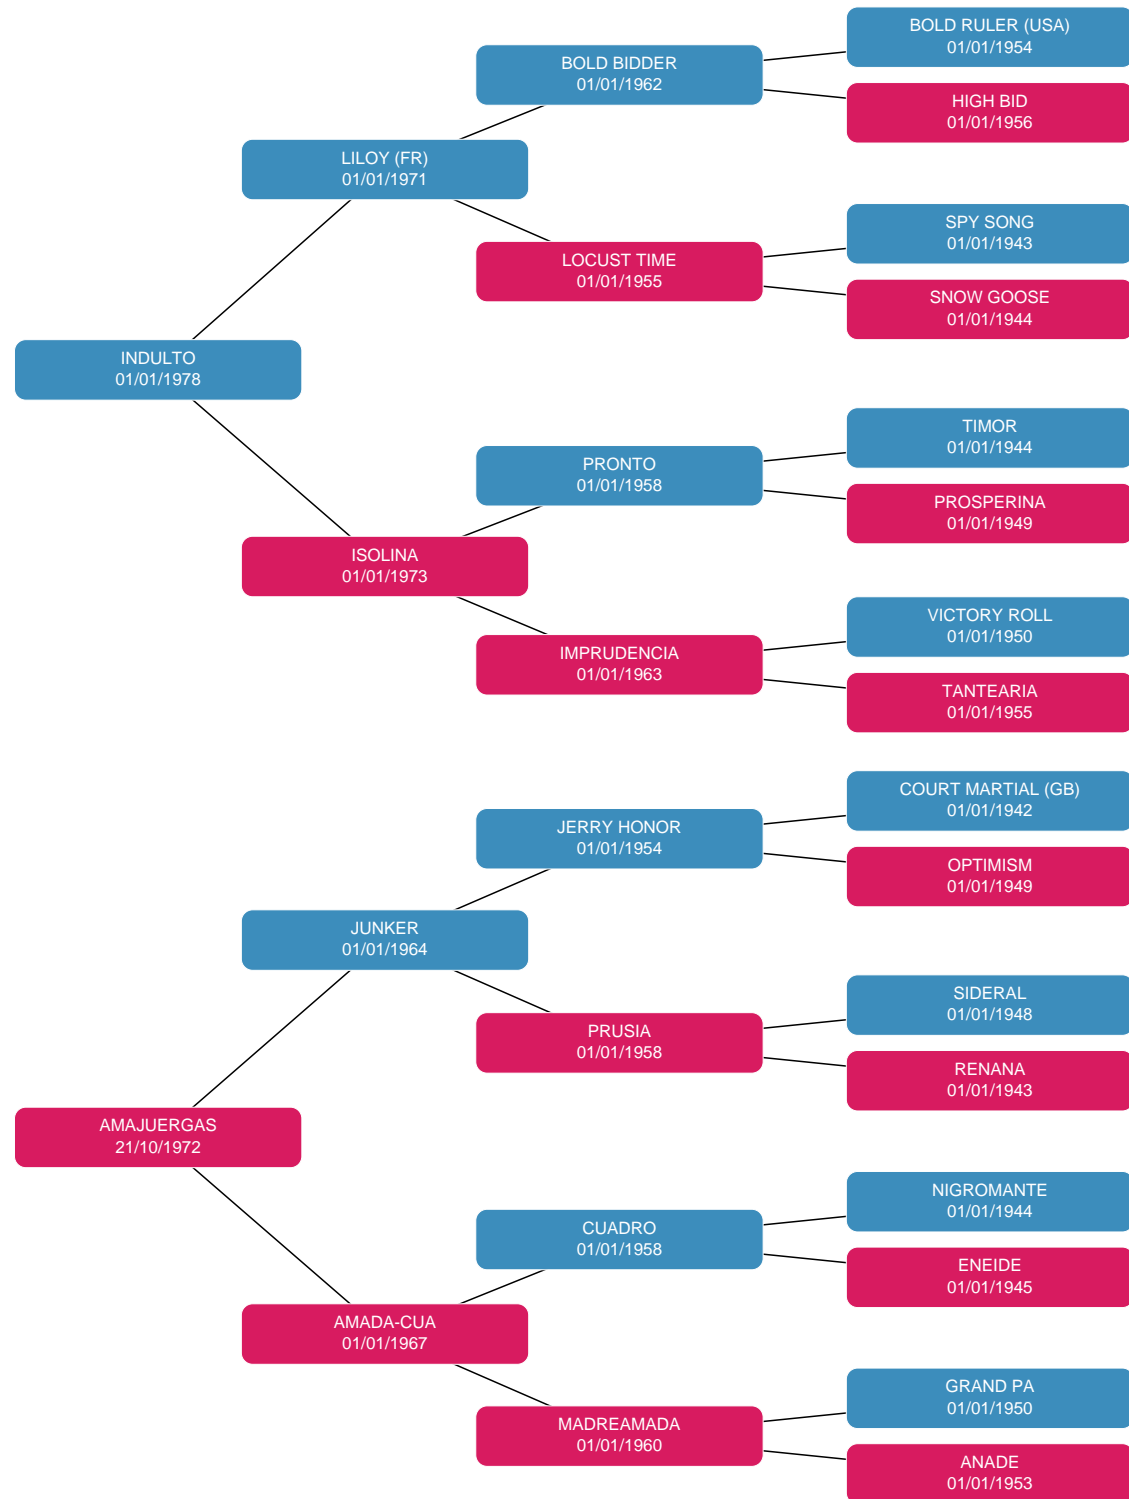 BOLD RULER (USA)
01/01/1954
BOLD BIDDER
01/01/1962
HIGH BID
01/01/1956
LILOY (FR)
01/01/1971
SPY SONG
01/01/1943
LOCUST TIME
01/01/1955
SNOW GOOSE
01/01/1944
INDULTO
01/01/1978
TIMOR
01/01/1944
PRONTO
01/01/1958
PROSPERINA
01/01/1949
ISOLINA
01/01/1973
VICTORY ROLL
01/01/1950
IMPRUDENCIA
01/01/1963
TANTEARIA
01/01/1955
COURT MARTIAL (GB)
01/01/1942
JERRY HONOR
01/01/1954
OPTIMISM
01/01/1949
JUNKER
01/01/1964
SIDERAL
01/01/1948
PRUSIA
01/01/1958
RENANA
01/01/1943
AMAJUERGAS
21/10/1972
NIGROMANTE
01/01/1944
CUADRO
01/01/1958
ENEIDE
01/01/1945
AMADA-CUA
01/01/1967
GRAND PA
01/01/1950
MADREAMADA
01/01/1960
ANADE
01/01/1953